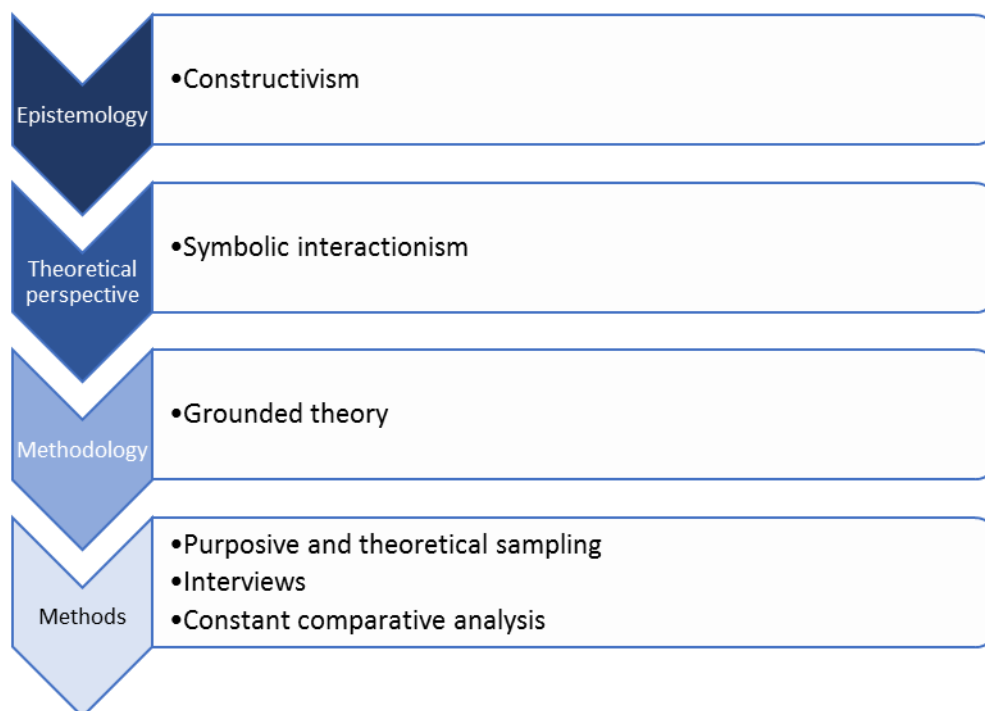 Epistemology
•Constructivism
Theoretical
perspective
•Symbolic interactionism
Methodology
•Grounded theory
Methods
•Purposive and theoretical sampling
•Interviews
•Constant comparative analysis